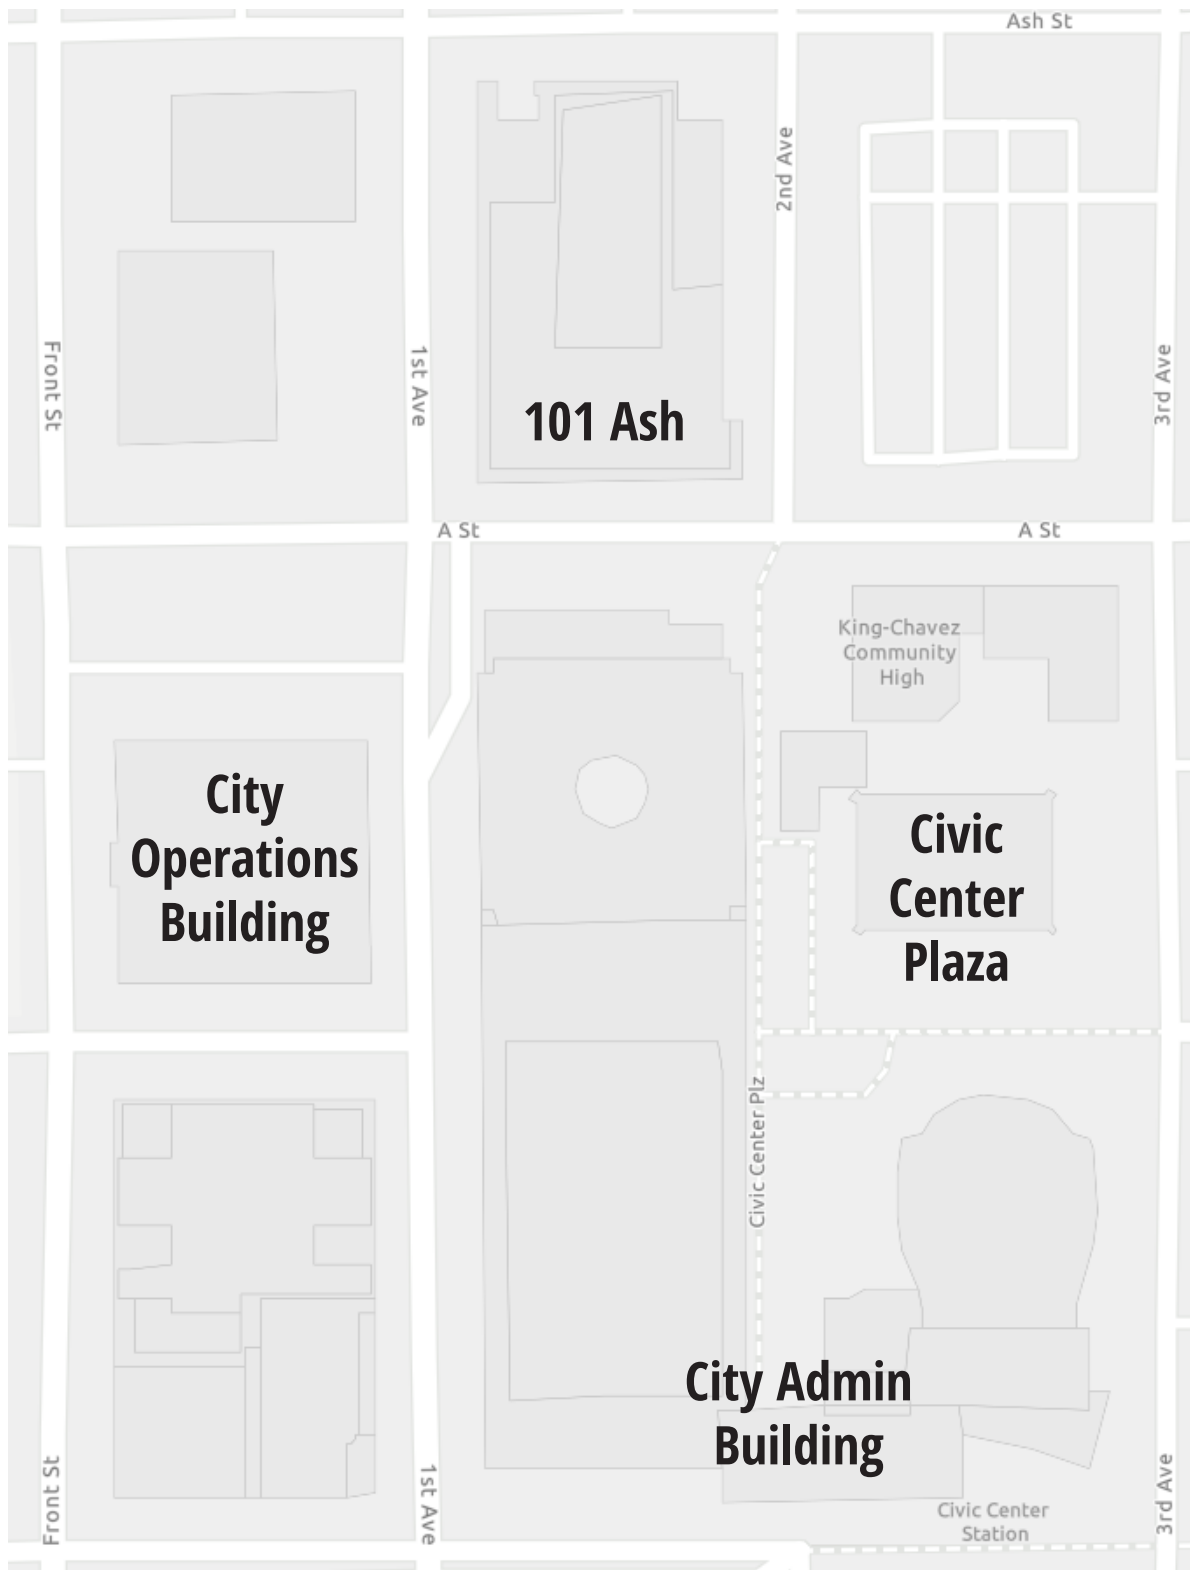 Ash St
2nd Ave
Front St
1st Ave
3rd Ave
101 Ash
A St
A St
King-Chavez
Community
High
City
Operations
Building
Civic
Center
Plaza
Civic Center Plz
City Admin
Building
Front St
1st Ave
3rd Ave
Civic Center
Station